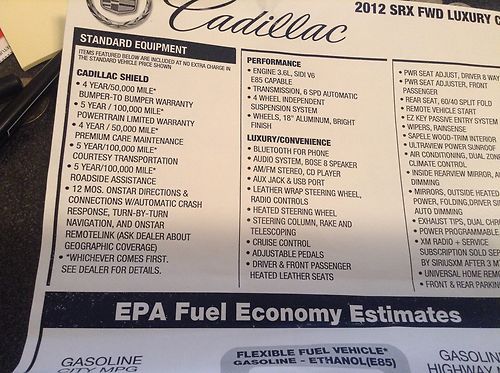 Cadillac
2012 SRX FWD LUXURY
STANDARD EQUIPMENT
ITEMS FEATURED BELOW ARE INCLUDED AT NO EXTRA CHARGE IN
THE STANDARD VEHICLE PRICE SHOWN
CADILLAC SHIELD
• 4 YEAR/50,000 MILE*
BUMPER-TO BUMPER WARRANTY
• 5 YEAR / 100,000 MILE*
POWERTRAIN LIMITED WARRANTY
• 4 YEAR / 50,000 MILE*
PREMIUM CARE MAINTENANCE
• 5 YEAR/100,000 MILE*
COURTESY TRANSPORTATION
• 5 YEAR/100,000 MILE*
ROADSIDE ASSISTANCE
• 12 MOS. ONSTAR DIRECTIONS &
CONNECTIONS W/AUTOMATIC CRASH
RESPONSE, TURN-BY-TURN
NAVIGATION, AND ONSTAR
REMOTELINK (ASK DEALER ABOUT
GEOGRAPHIC COVERAGE)
• *WHICHEVER COMES FIRST.
SEE DEALER FOR DETAILS.
PERFORMANCE
• ENGINE 3.6L, SIDI V6
E85 CAPABLE
• TRANSMISSION, 6 SPD AUTOMATIC
• 4 WHEEL INDEPENDENT
SUSPENSION SYSTEM
• WHEELS, 18" ALUMINUM, BRIGHT
FINISH
LUXURY/CONVENIENCE
• BLUETOOTH FOR PHONE
• AUDIO SYSTEM, BOSE 8 SPEAKER
• AM/FM STEREO, CD PLAYER
• AUX JACK & USB PORT
• LEATHER WRAP STEERING WHEEL,
RADIO CONTROLS
• HEATED STEERING WHEEL
• STEERING COLUMN, RAKE AND
TELESCOPING
• CRUISE CONTROL
• ADJUSTABLE PEDALS
• DRIVER & FRONT PASSENGER
HEATED LEATHER SEATS
• PWR SEAT ADJUST, DRIVER 8 WAY
• PWR SEAT ADJUSTER, FRONT
PASSENGER
• REAR SEAT, 60/40 SPLIT FOLD
• REMOTE VEHICLE START
• EZ KEY PASSIVE ENTRY SYSTEM
• WIPERS, RAINSENSE
• SAPELE WOOD-TRIM INTERIOR
• ULTRAVIEW POWER SUNROOF
• AIR CONDITIONING, DUAL ZON
CLIMATE CONTROL
• INSIDE REARVIEW MIRROR, A
DIMMING
• MIRRORS, OUTSIDE HEATED
POWER, FOLDING,DRIVER SI
AUTO DIMMING
• EXHAUST TIPS, DUAL CHR
• POWER PROGRAMMABLE
• XM RADIO + SERVICE
SUBSCRIPTION SOLD SEP
BY SIRIUSXM AFTER 3 M
• UNIVERSAL HOME REM
• FRONT & REAR PARKIN
EPA Fuel Economy Estimates
GASOLINE
CITY MPG
FLEXIBLE FUEL VEHICLE*
GASOLINE - ETHANOL(E85)
GASOLIN
HIGHWAY